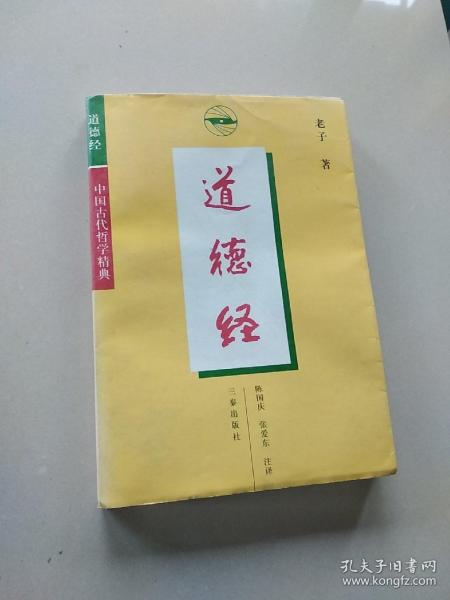 道德经
中国古代哲学精典
老子 著
道德经
陈国庆 张爱东 注译
三秦出版社
孔夫子旧书网
www.kongfz.com